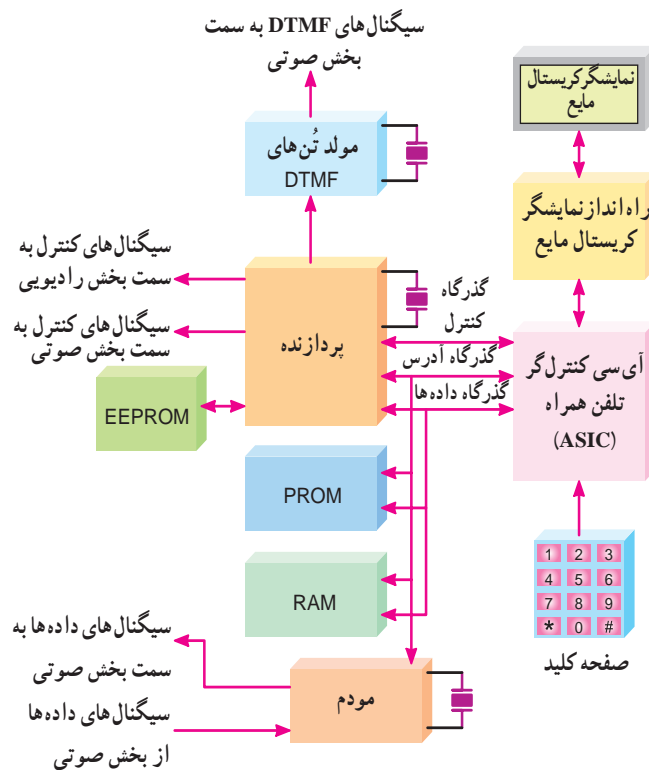 سیگنال‌های DTMF به سمت
بخش صوتی
نمایشگر کریستال
مایع
مولد تُن‌های
DTMF
راه انداز نمایشگر
کریستال مایع
سیگنال‌های کنترل به
سمت بخش رادیویی
سیگنال‌های کنترل به
سمت بخش صوتی
پردازنده
گذرگاه
کنترل
گذرگاه آدرس
گذرگاه داده‌ها
آی سی کنترل‌گر
تلفن همراه
(ASIC)
EEPROM
PROM
RAM
1 2 3
4 5 6
7 8 9
* 0 #
صفحه کلید
سیگنال‌های داده‌ها به
سمت بخش صوتی
مودم
سیگنال‌های داده‌ها
از بخش صوتی